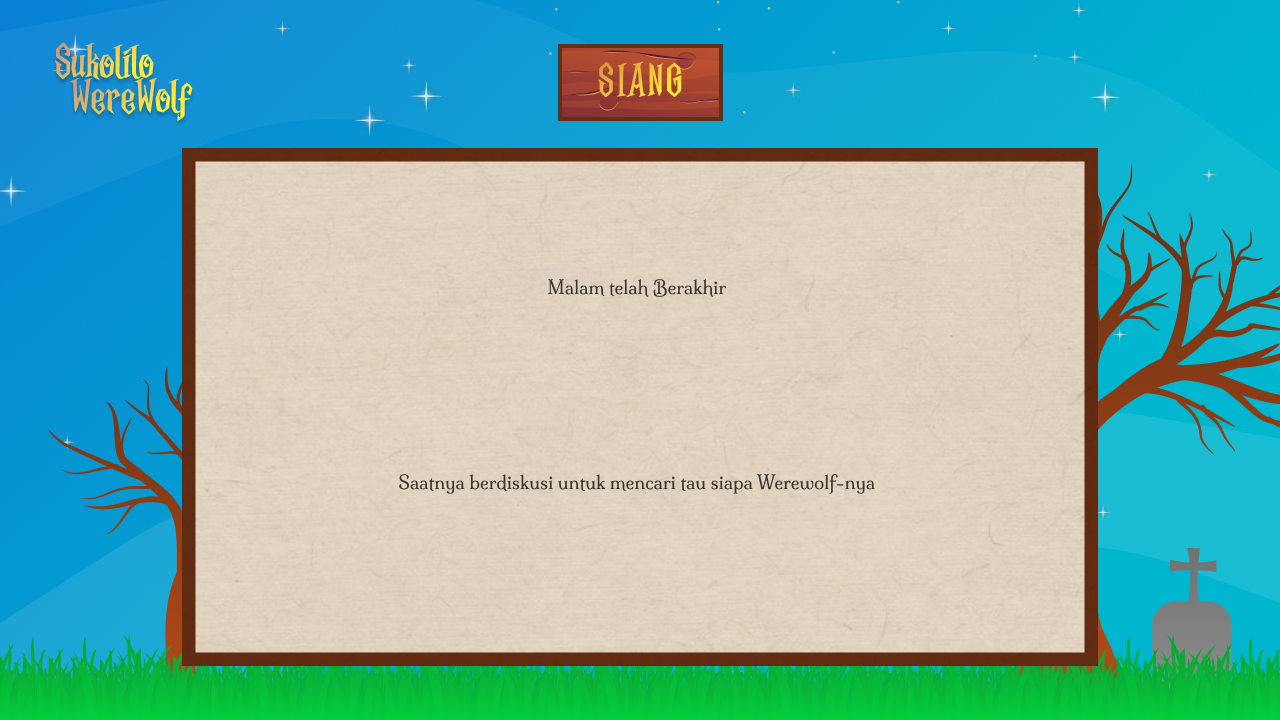 Sukolilo
WereWolf
SIANG
Malam telah Berakhir
Saatnya berdiskusi untuk mencari tau siapa Werewolf-nya